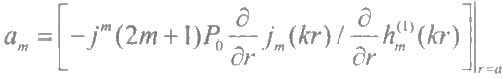 a_m = [ -j^m (2m+1) P_0 ∂/∂r j_m (kr) / ∂/∂r h_m^{(1)} (kr) ] |_{r=a}